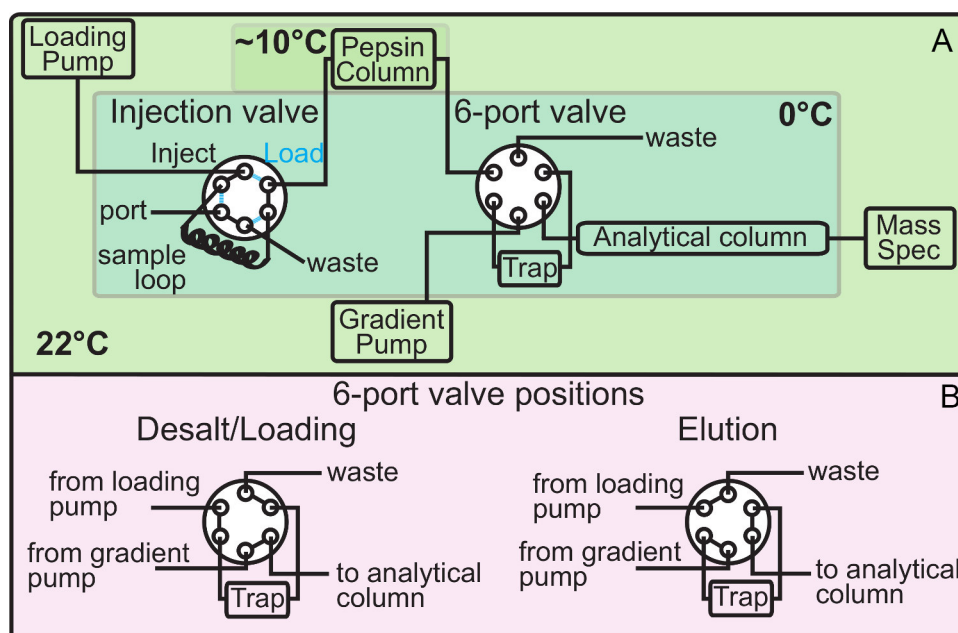 A
Loading
Pump
~10°C
Pepsin
Column
Injection valve
6-port valve
0°C
waste
Inject
Load
port
sample
loop
waste
Trap
Analytical column
Mass
Spec
Gradient
Pump
22°C
B
6-port valve positions
Desalt/Loading
waste
from loading
pump
from gradient
pump
Trap
to analytical
column
Elution
waste
from loading
pump
from gradient
pump
Trap
to analytical
column